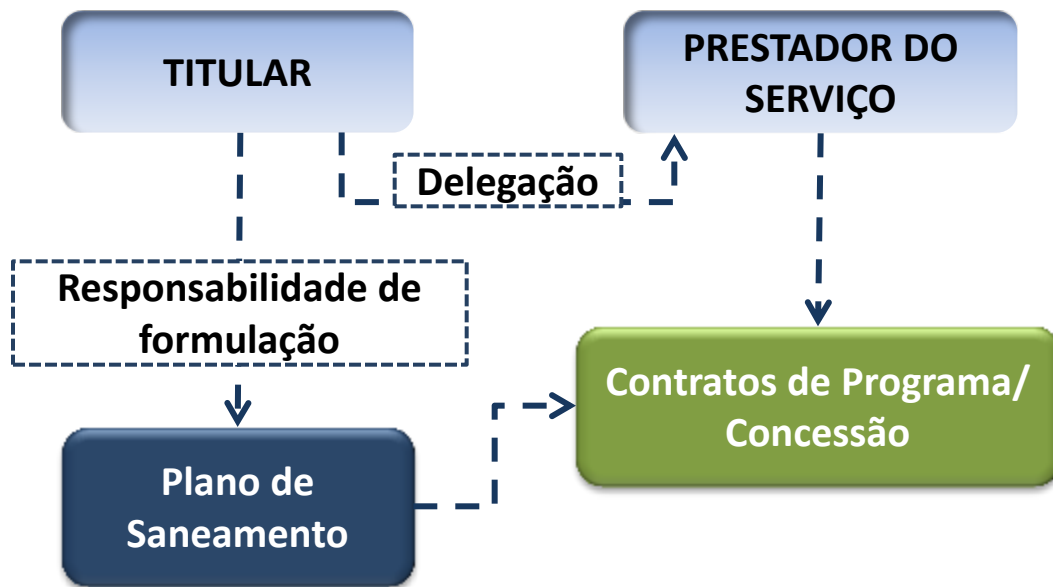 TITULAR
PRESTADOR DO
SERVIÇO
Delegação
Responsabilidade de
formulação
Contratos de Programa/
Concessão
Plano de
Saneamento